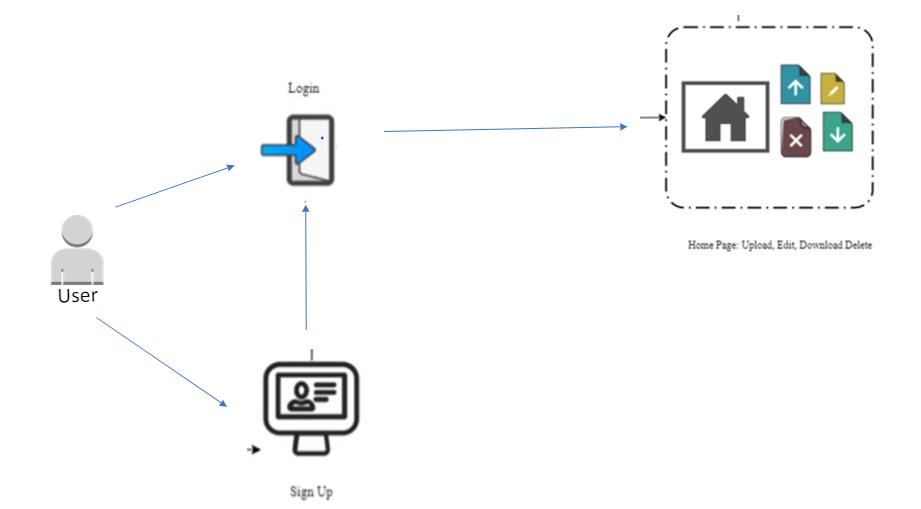 Login
User
Home Page: Upload, Edit, Download Delete
Sign Up